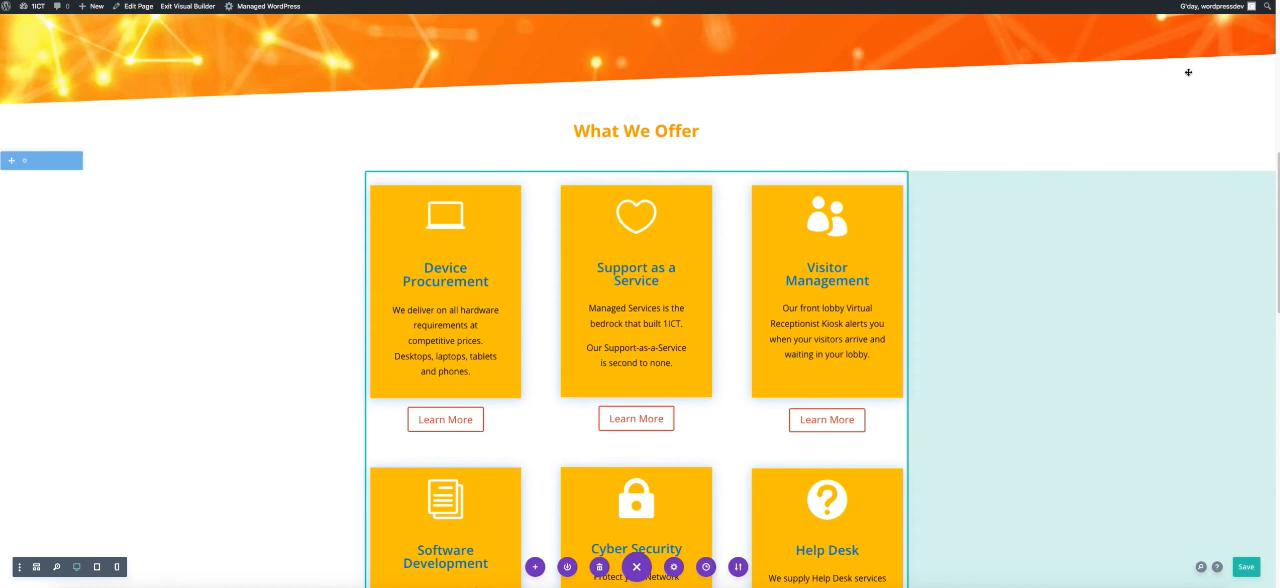 1ICT 0 New Edit Page Exit Visual Builder Managed WordPress G'day, wordpressdev
What We Offer
Device
Procurement
We deliver on all hardware
requirements at
competitive prices.
Desktops, laptops, tablets
and phones.
Learn More
Support as a
Service
Managed Services is the
bedrock that built 1ICT.
Our Support-as-a-Service
is second to none.
Learn More
Visitor
Management
Our front lobby Virtual
Receptionist Kiosk alerts you
when your visitors arrive and
waiting in your lobby.
Learn More
Software
Development
Cyber Security
Protect Network
Help Desk
We supply Help Desk services
Save